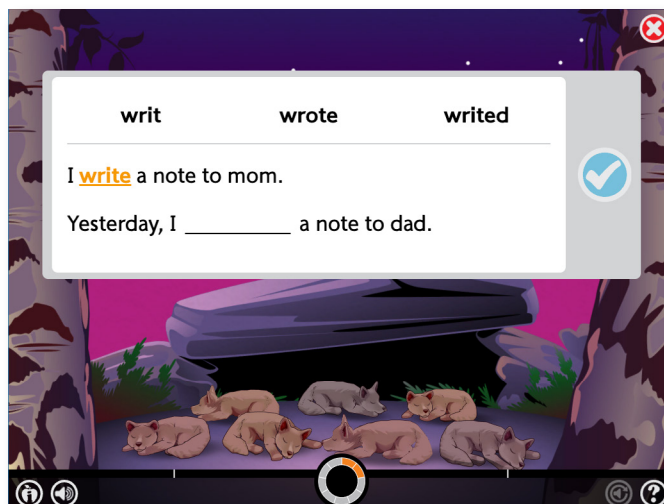 writ wrote writed
I write a note to mom.
Yesterday, I __________ a note to dad.